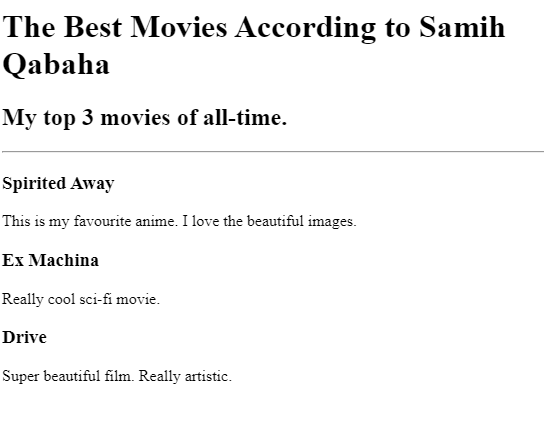 The Best Movies According to Samih
Qabaha
My top 3 movies of all-time.
Spirited Away
This is my favourite anime. I love the beautiful images.
Ex Machina
Really cool sci-fi movie.
Drive
Super beautiful film. Really artistic.